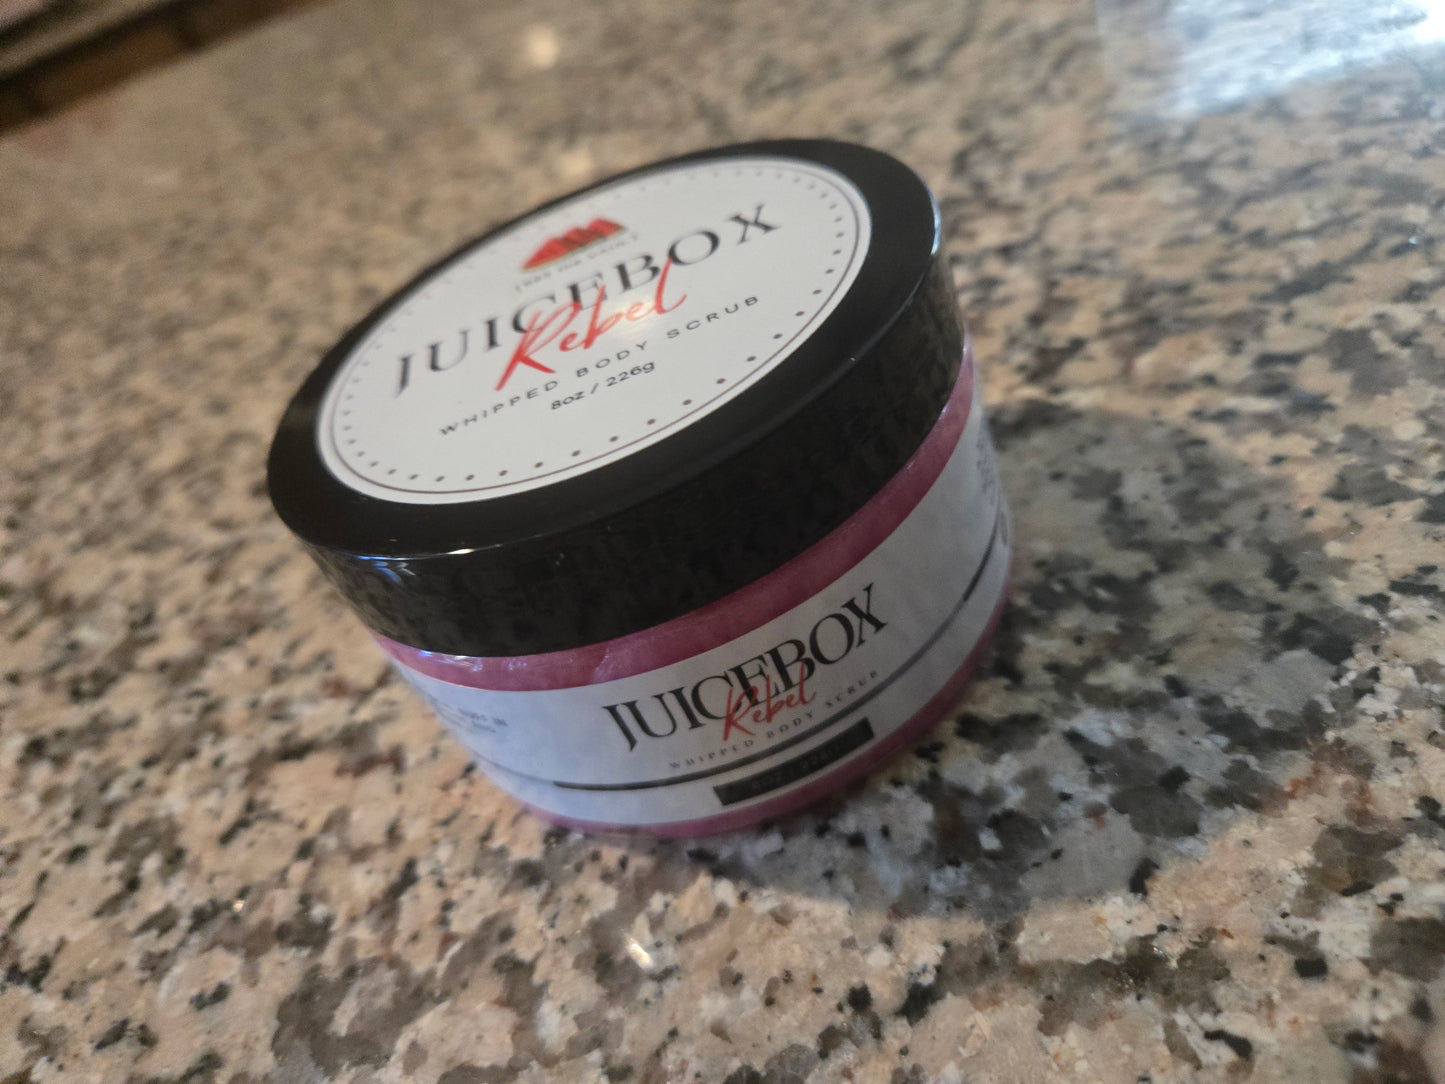 JUICEBOX
Rebel
WHIPPED BODY SCRUB
8oz / 226g
JUICEBOX
Rebel
WHIPPED BODY SCRUB